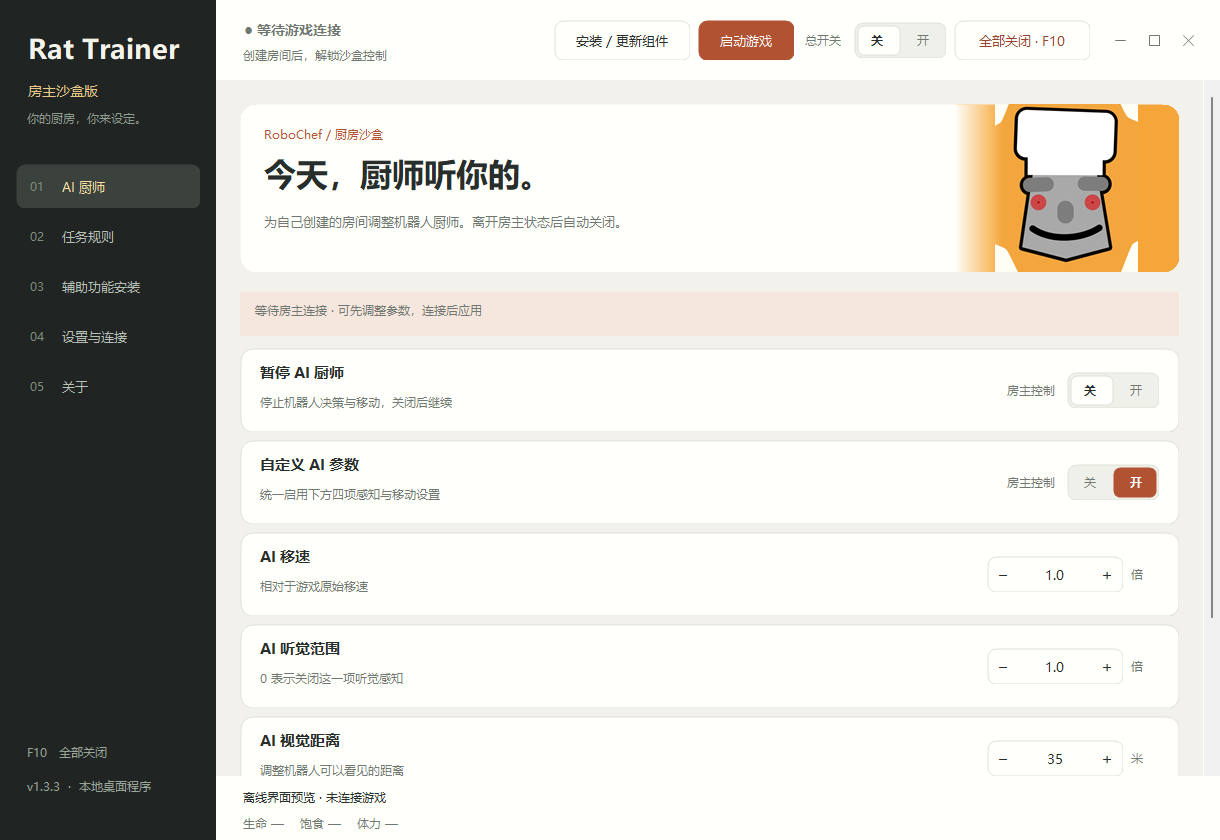 Rat Trainer
房主沙盒版
你的厨房，你来设定。
01 AI 厨师
02 任务规则
03 辅助功能安装
04 设置与连接
05 关于
F10 全部关闭
v1.3.3 · 本地桌面程序
● 等待游戏连接
创建房间后，解锁沙盒控制
安装 / 更新组件
启动游戏
总开关
关 开
全部关闭 · F10
RoboChef / 厨房沙盒
今天，厨师听你的。
为自己创建的房间调整机器人厨师。离开房主状态后自动关闭。
等待房主连接 · 可先调整参数，连接后应用
暂停 AI 厨师
停止机器人决策与移动，关闭后继续
房主控制 关 开
自定义 AI 参数
统一启用下方四项感知与移动设置
房主控制 关 开
AI 移速
相对于游戏原始移速
− 1.0 + 倍
AI 听觉范围
0 表示关闭这一项听觉感知
− 1.0 + 倍
AI 视觉距离
调整机器人可以看见的距离
− 35 + 米
离线界面预览 · 未连接游戏
生命 — 饱食 — 体力 —